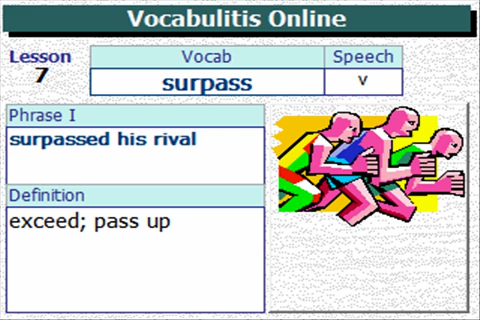 Vocabulitis Online
Lesson
7
Vocab
surpass
Speech
v
Phrase I
surpassed his rival
Definition
exceed; pass up